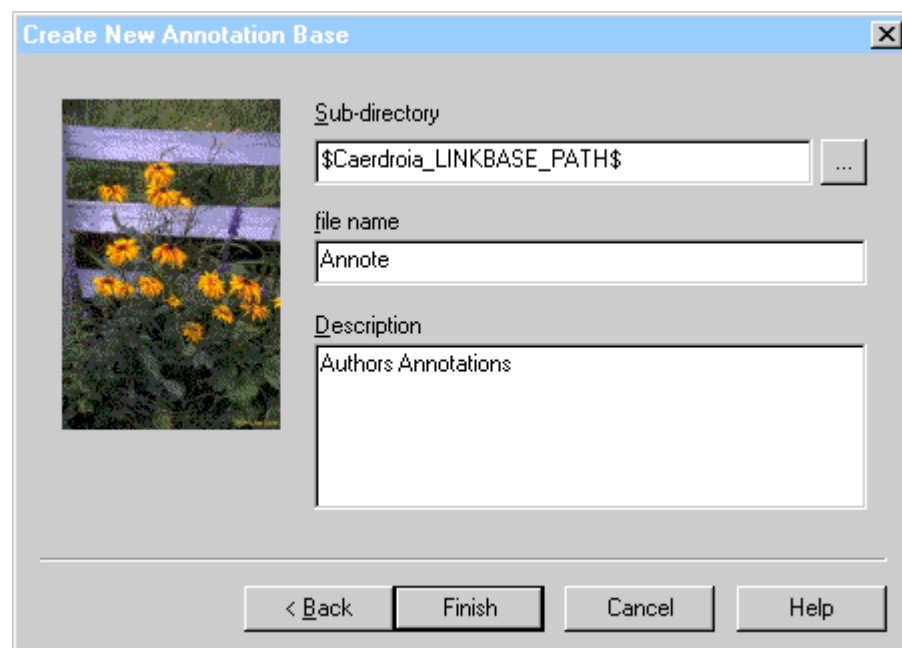 Create New Annotation Base
Sub-directory
$Caerdroia_LINKBASE_PATH$
...
file name
Annote
Description
Authors Annotations
< Back
Finish
Cancel
Help